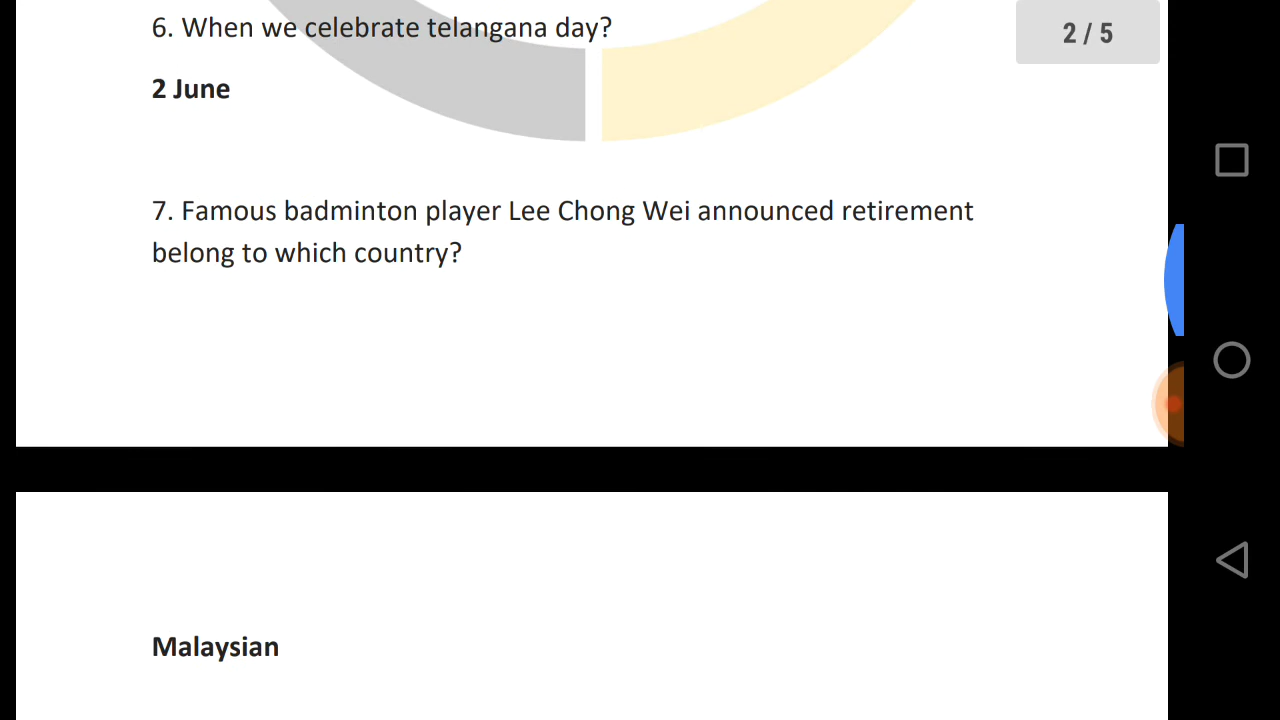 6. When we celebrate telangana day?
2 / 5
2 June
7. Famous badminton player Lee Chong Wei announced retirement
belong to which country?
Malaysian